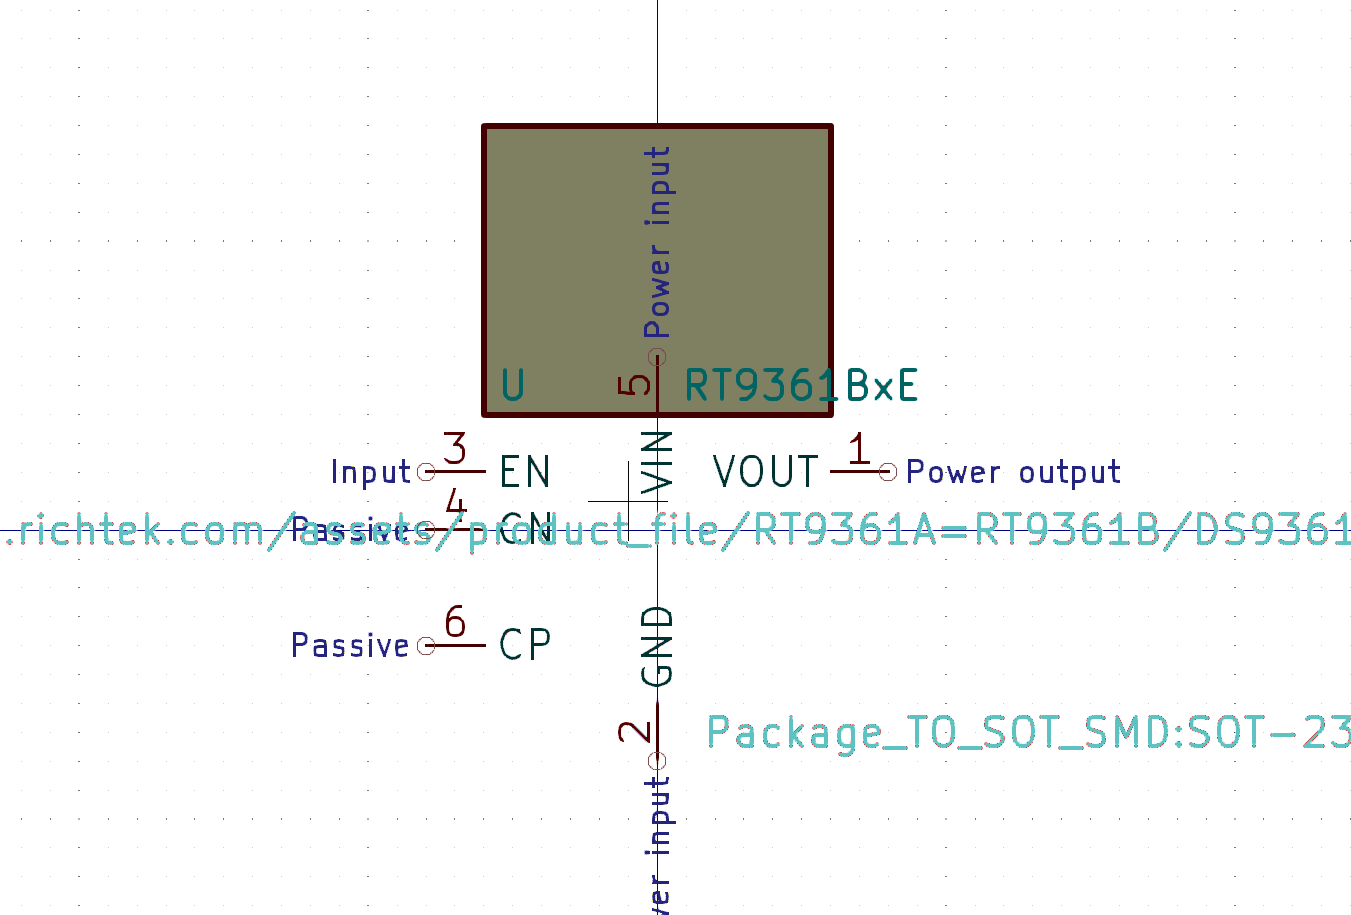 Power input
5
U
RT9361BxE
Input
3
EN
VIN
VOUT
1
Power output
Passive
4
CN
.richtek.com/assets/product_file/RT9361A=RT9361B/DS9361
Passive
6
CP
GND
2
Package_TO_SOT_SMD:SOT-23
wer input